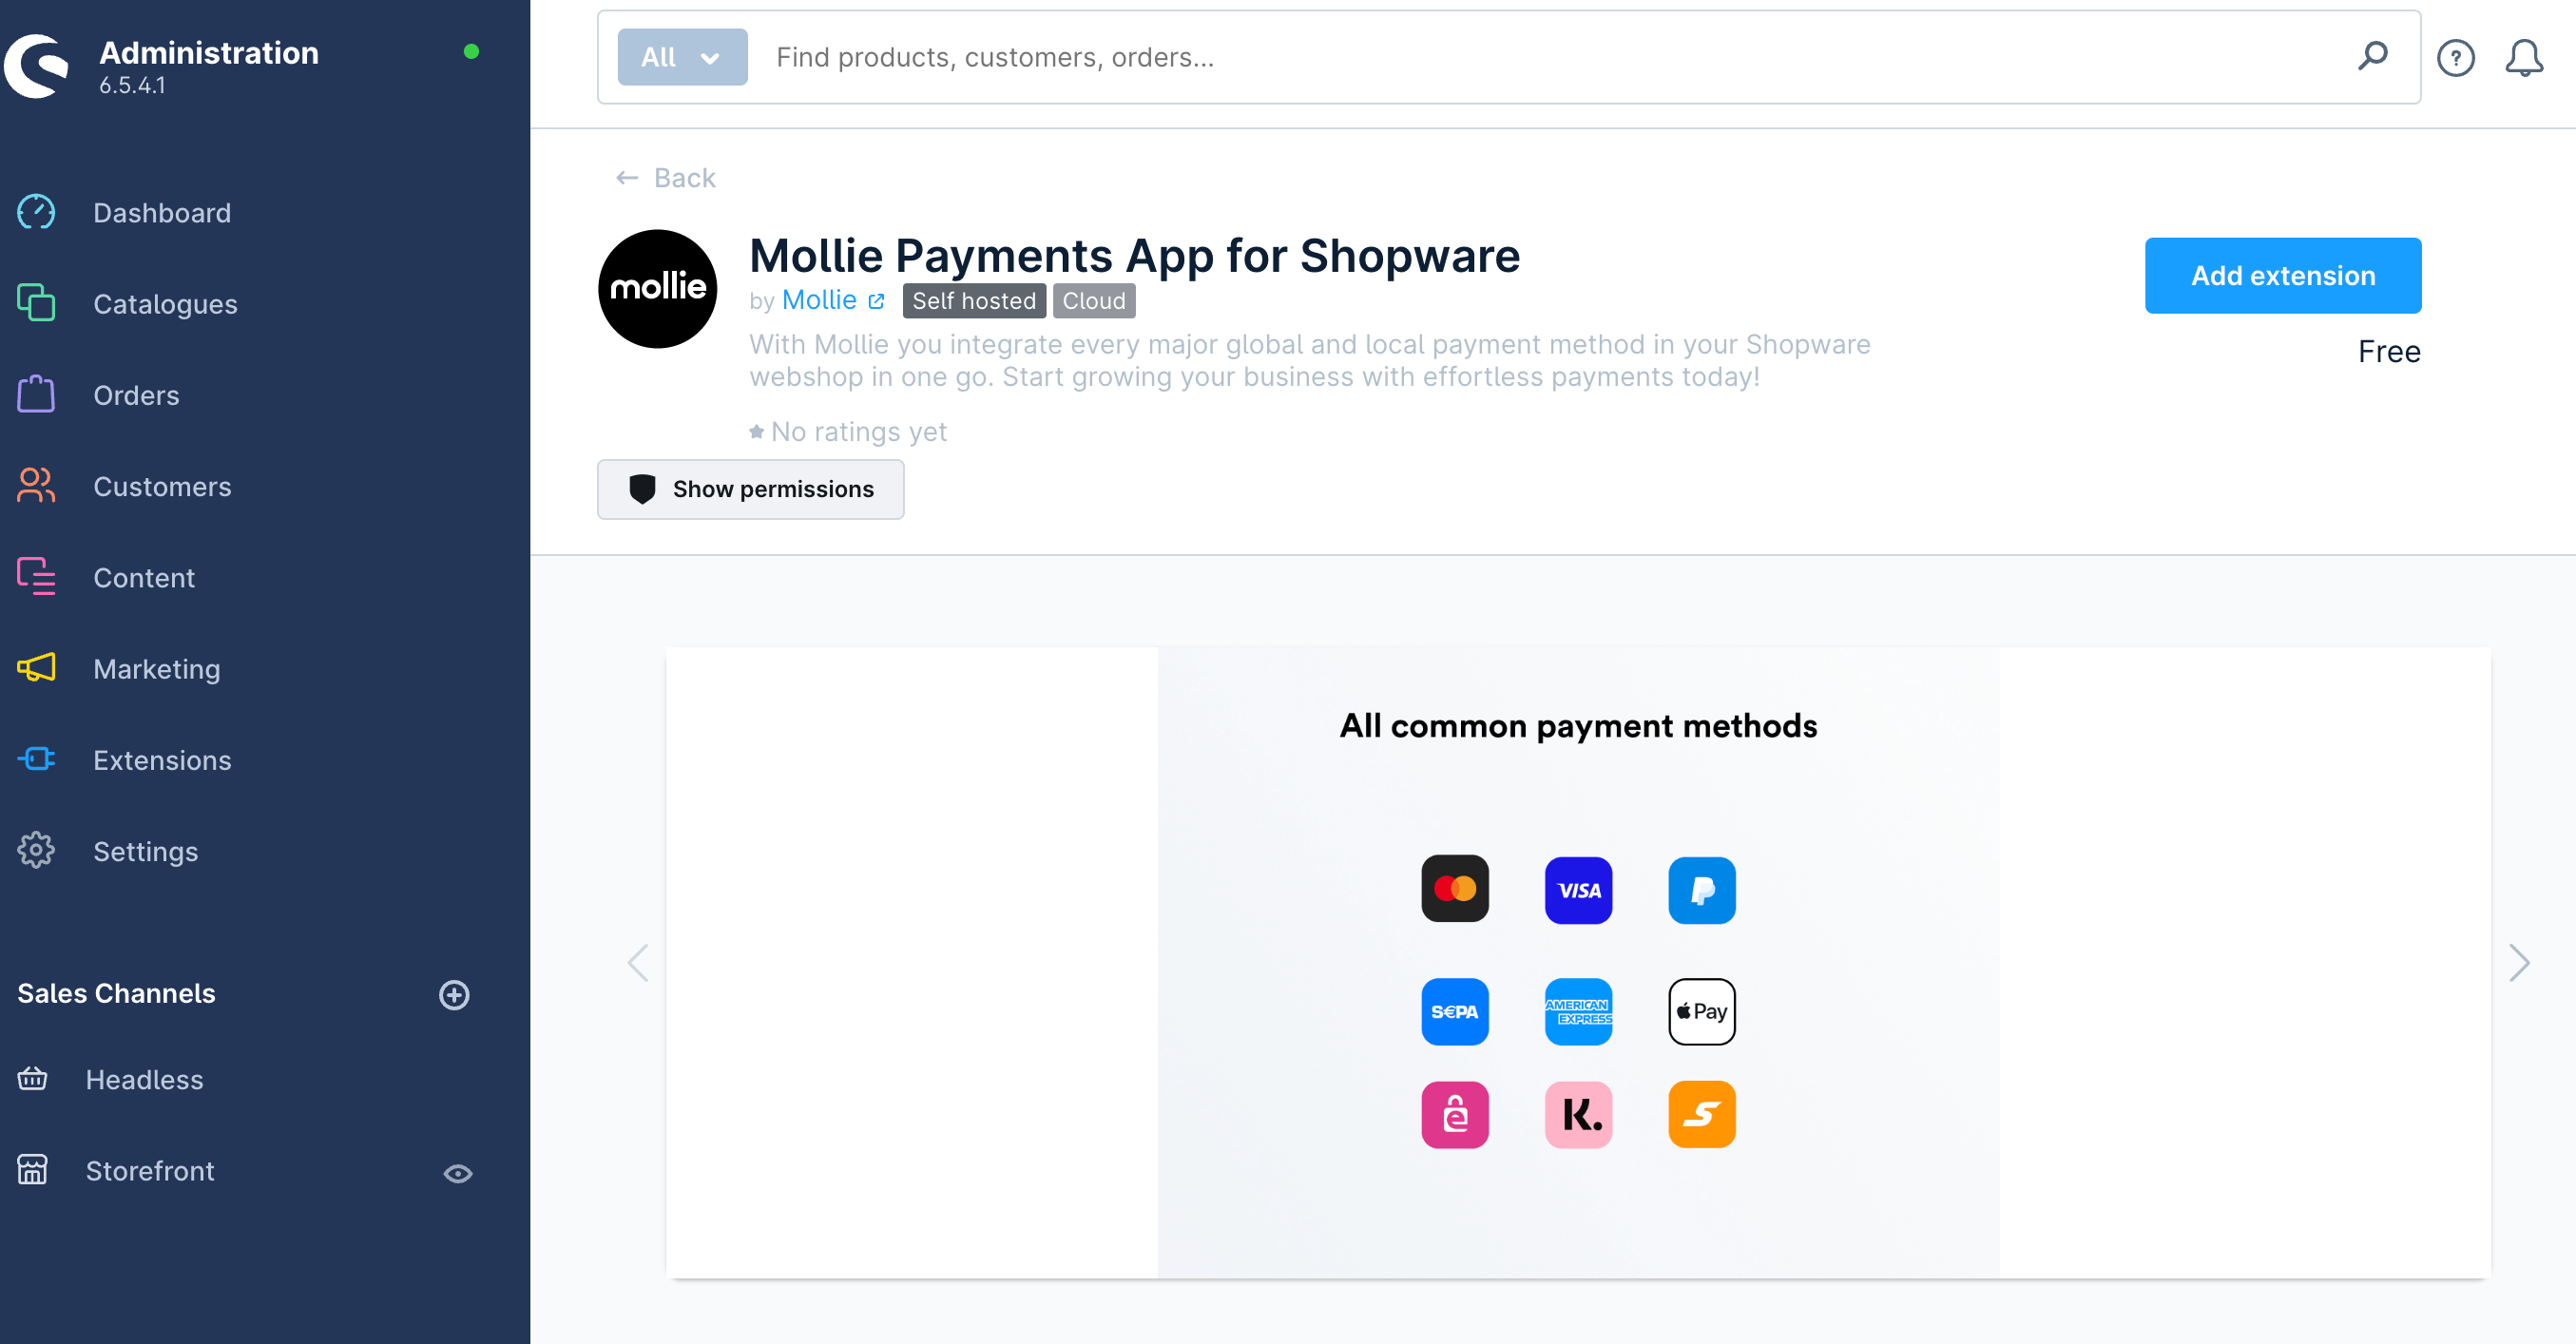 Administration
6.5.4.1
Dashboard
Catalogues
Orders
Customers
Content
Marketing
Extensions
Settings
Sales Channels
Headless
Storefront
All
Find products, customers, orders...
?
← Back
mollie
Mollie Payments App for Shopware
by Mollie Self hosted Cloud
With Mollie you integrate every major global and local payment method in your Shopware
webshop in one go. Start growing your business with effortless payments today!
No ratings yet
Show permissions
Add extension
Free
All common payment methods
VISA
S€PA
AMERICAN
EXPRESS
Pay
e
K.